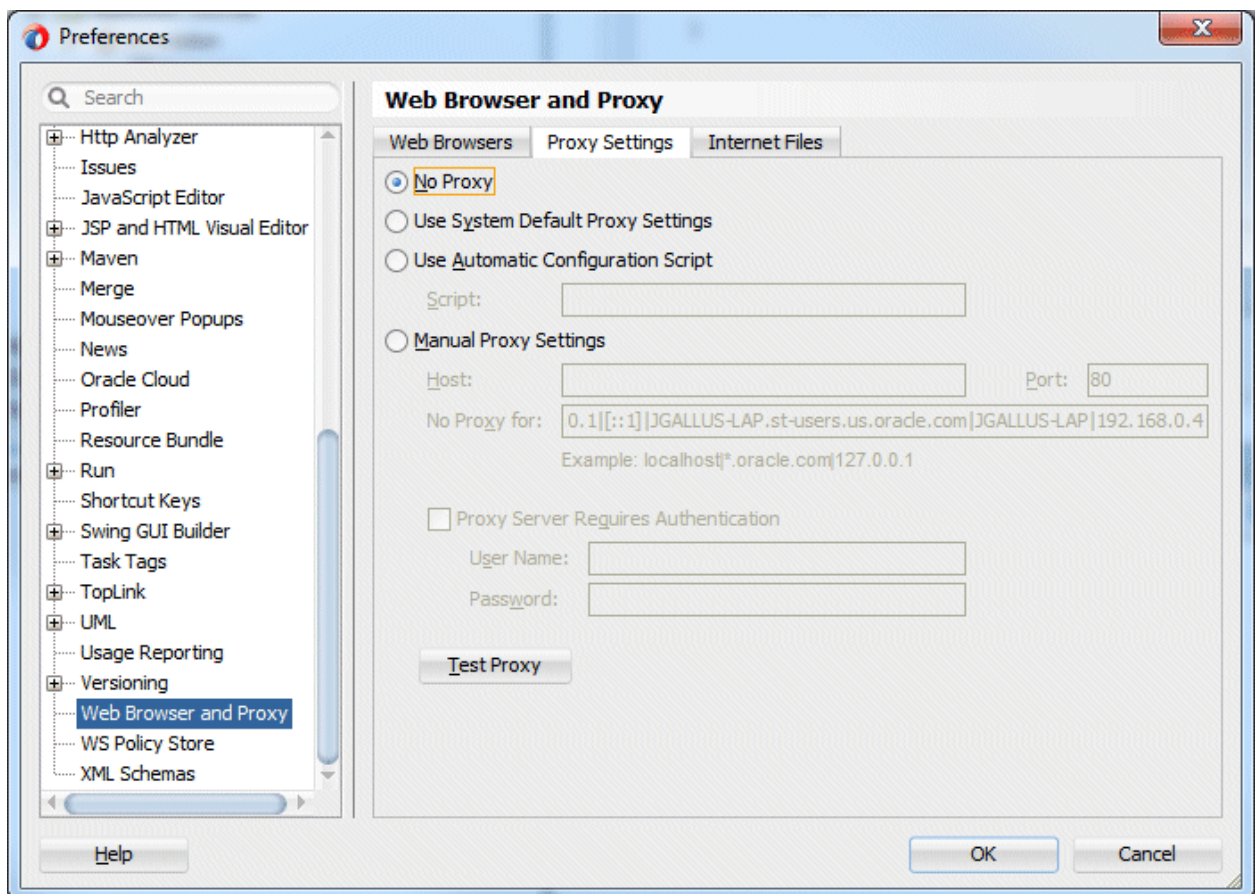 Preferences
Search
Http Analyzer
Issues
JavaScript Editor
JSP and HTML Visual Editor
Maven
Merge
Mouseover Popups
News
Oracle Cloud
Profiler
Resource Bundle
Run
Shortcut Keys
Swing GUI Builder
Task Tags
TopLink
UML
Usage Reporting
Versioning
Web Browser and Proxy
WS Policy Store
XML Schemas
Web Browser and Proxy
Web Browsers Proxy Settings Internet Files
No Proxy
Use System Default Proxy Settings
Use Automatic Configuration Script
Script:
Manual Proxy Settings
Host: Port: 80
No Proxy for: 0.1|[::1]|JGALLUS-LAP.st-users.us.oracle.com|JGALLUS-LAP|192.168.0.4
Example: localhost|*.oracle.com|127.0.0.1
Proxy Server Requires Authentication
User Name:
Password:
Test Proxy
Help OK Cancel